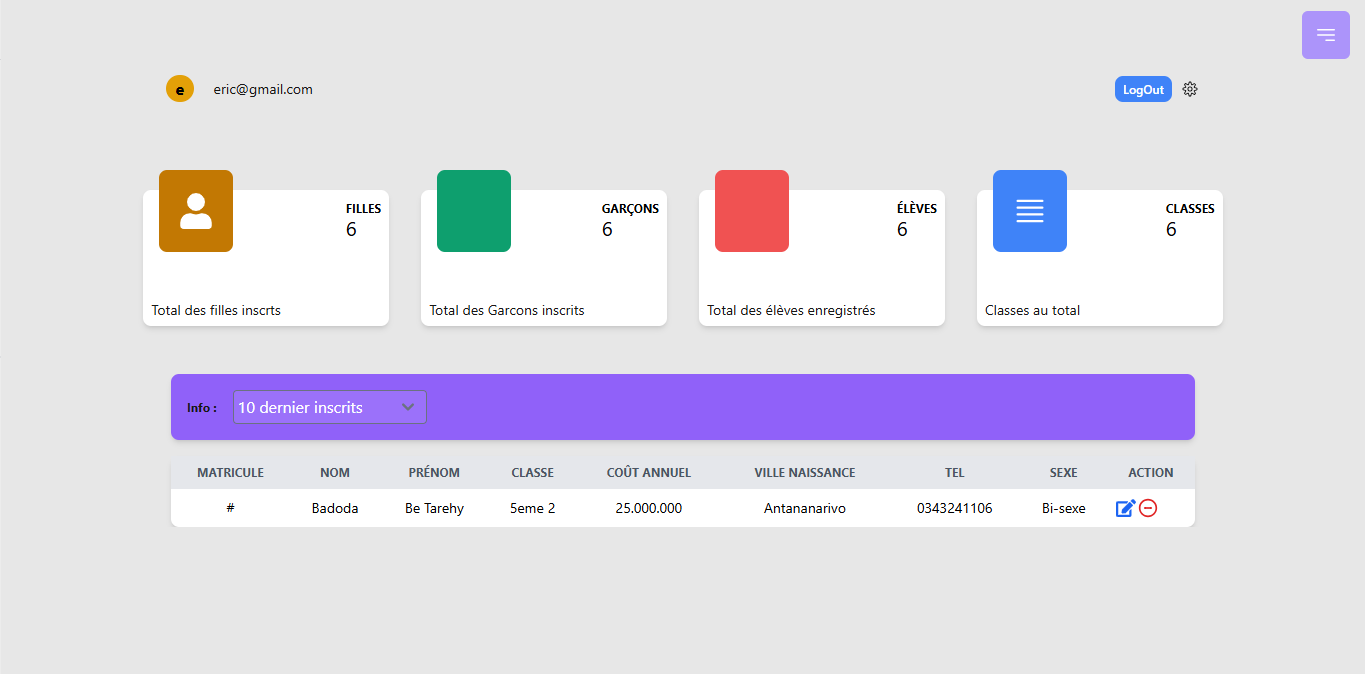 e eric@gmail.com LogOut
FILLES
6
Total des filles inscrts
GARÇONS
6
Total des Garcons inscrits
ÉLÈVES
6
Total des élèves enregistrés
CLASSES
6
Classes au total
Info : 10 dernier inscrits
MATRICULE NOM PRÉNOM CLASSE COÛT ANNUEL VILLE NAISSANCE TEL SEXE ACTION
# Badoda Be Tarehy 5eme 2 25.000.000 Antananarivo 0343241106 Bi-sexe